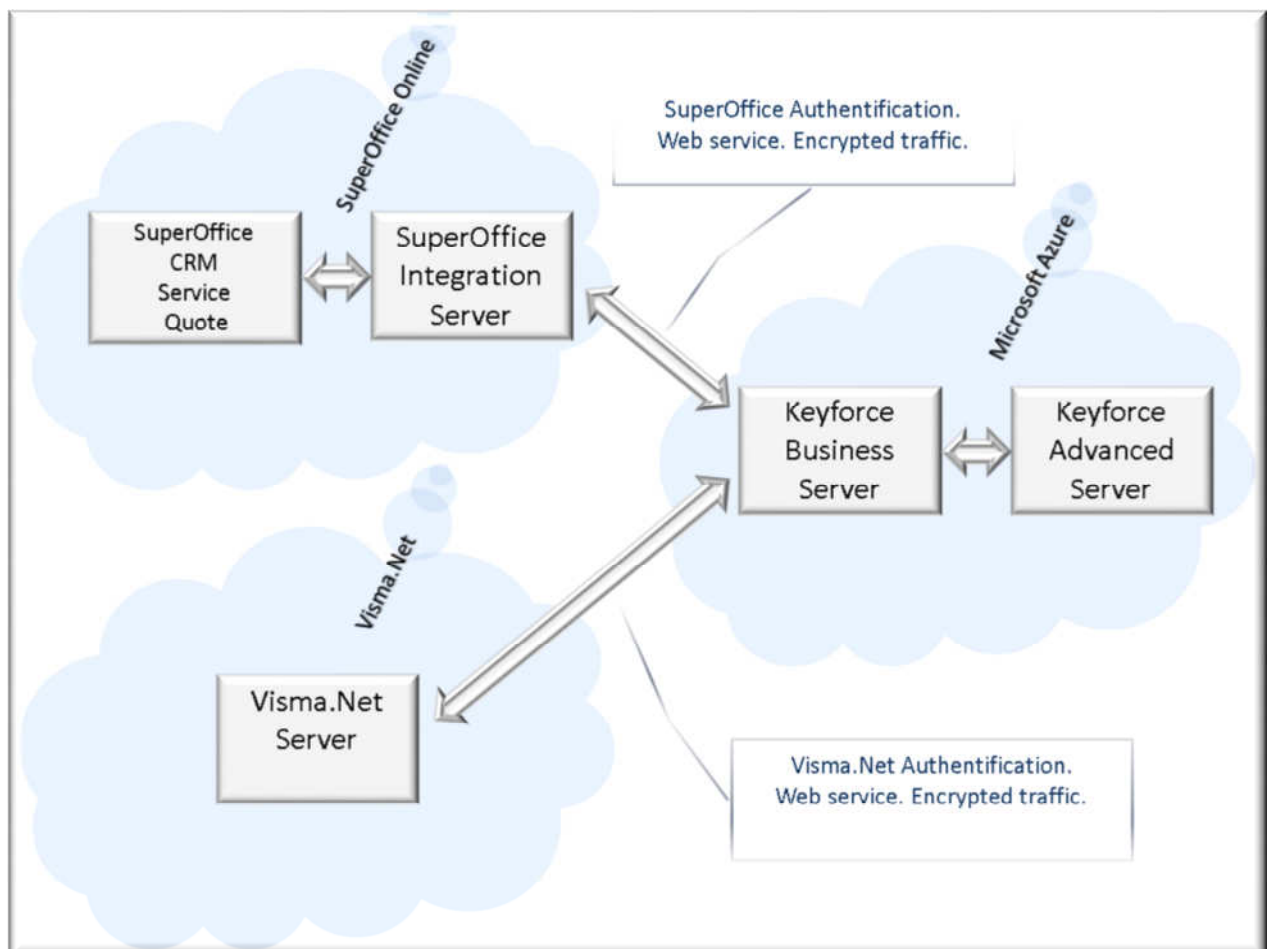 SuperOffice Online
SuperOffice Authentification.
Web service. Encrypted traffic.
SuperOffice
CRM
Service
Quote
SuperOffice
Integration
Server
Microsoft Azure
Keyforce
Business
Server
Keyforce
Advanced
Server
Visma.Net
Visma.Net
Server
Visma.Net Authentification.
Web service. Encrypted traffic.